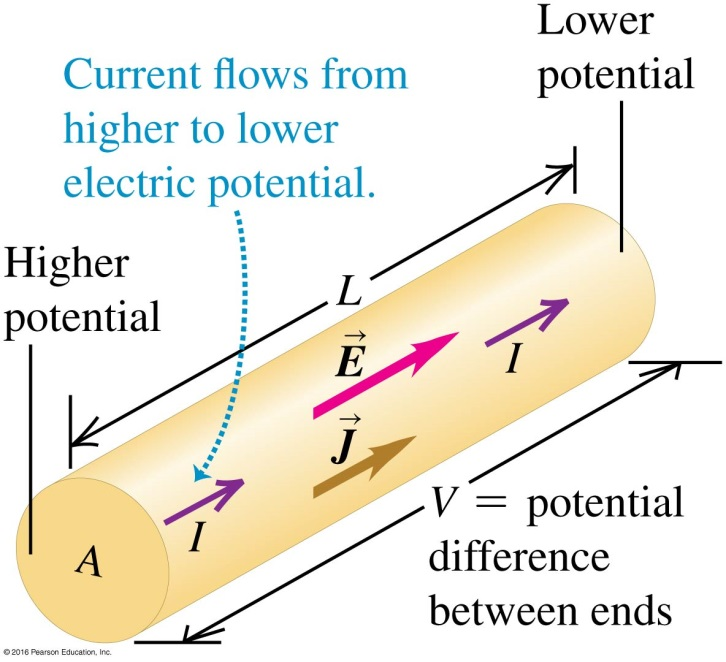 Lower
potential
Current flows from
higher to lower
electric potential.
Higher
potential
L
E
I
J
I
A
V = potential
difference
between ends
© 2016 Pearson Education, Inc.